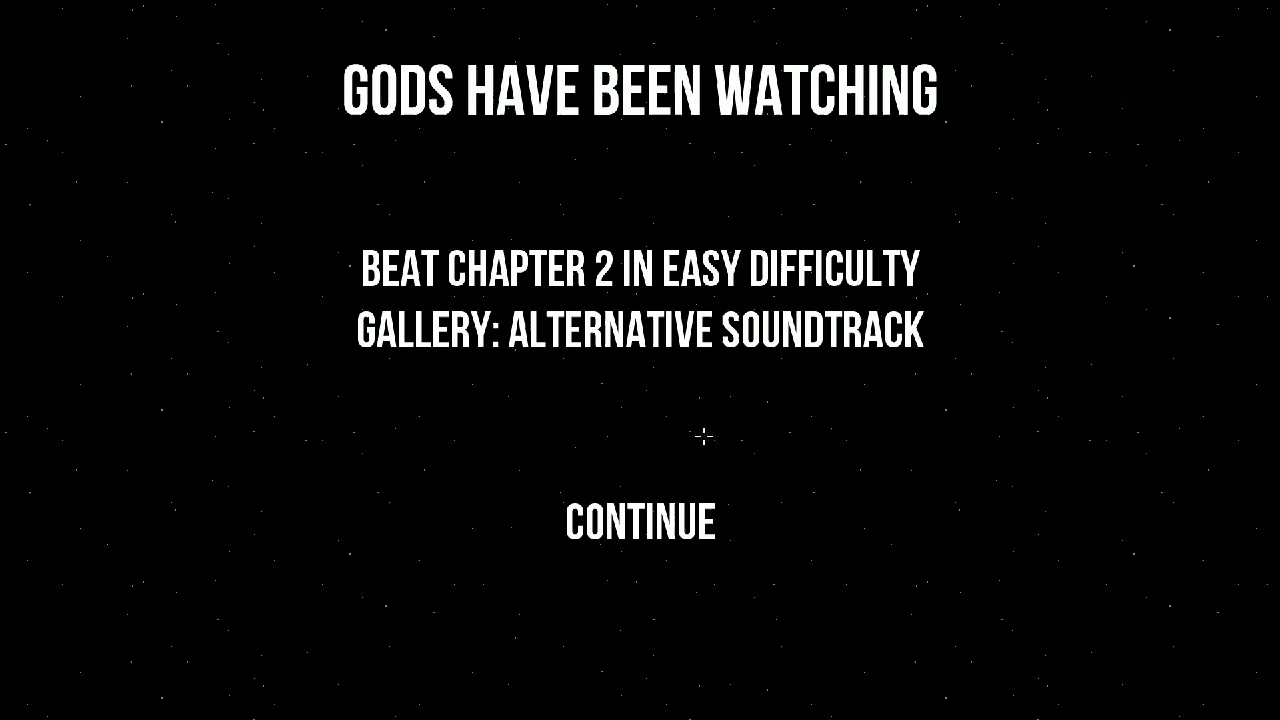 GODS HAVE BEEN WATCHING
BEAT CHAPTER 2 IN EASY DIFFICULTY
GALLERY: ALTERNATIVE SOUNDTRACK
CONTINUE